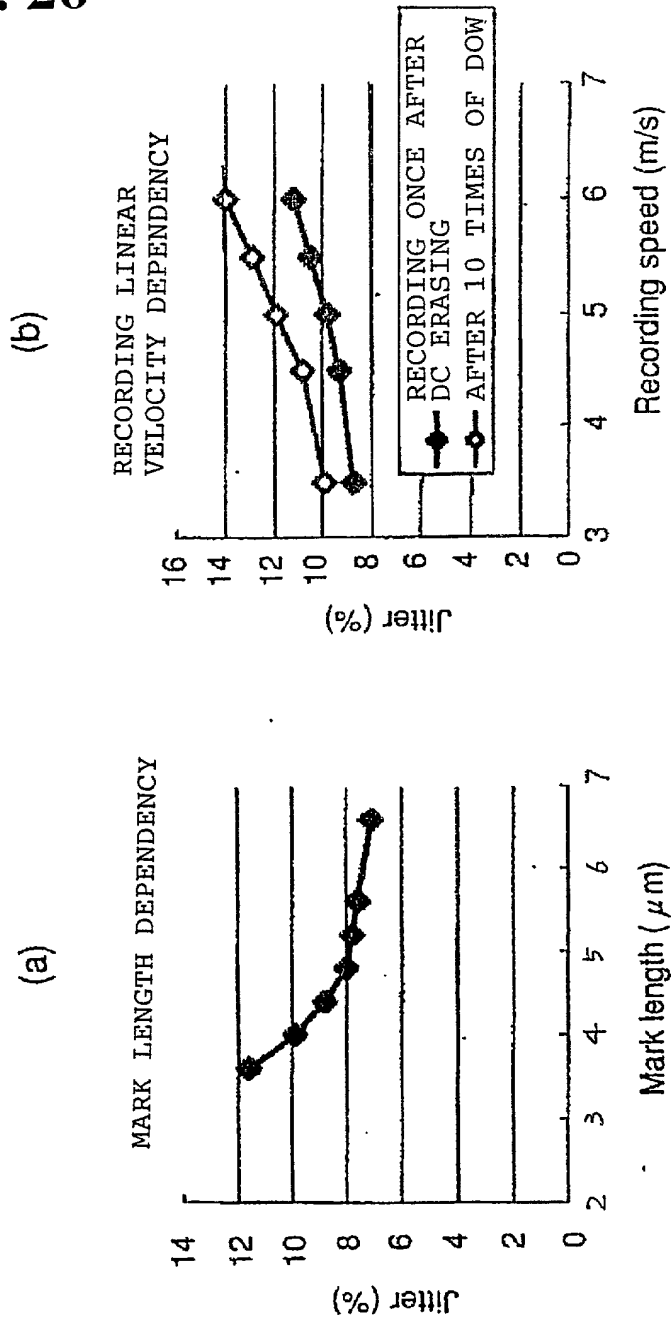 (a)
MARK LENGTH DEPENDENCY
Jitter (%)
14
12
10
8
6
4
2
0
2
3
4
5
6
7
Mark length (μm)
(b)
RECORDING LINEAR
VELOCITY DEPENDENCY
Jitter (%)
16
14
12
10
8
6
4
2
0
3
4
5
6
7
Recording speed (m/s)
RECORDING ONCE AFTER
DC ERASING
AFTER 10 TIMES OF DOW